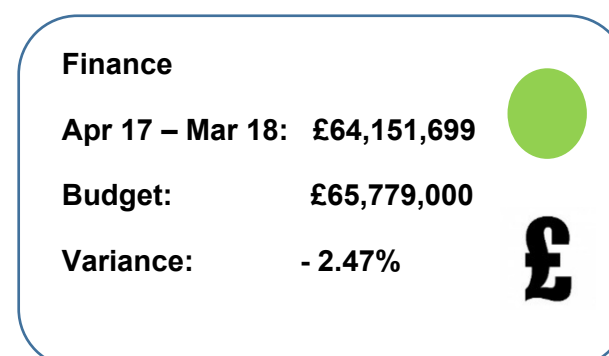 Finance
Apr 17 – Mar 18: £64,151,699
Budget: £65,779,000
Variance: - 2.47%
£